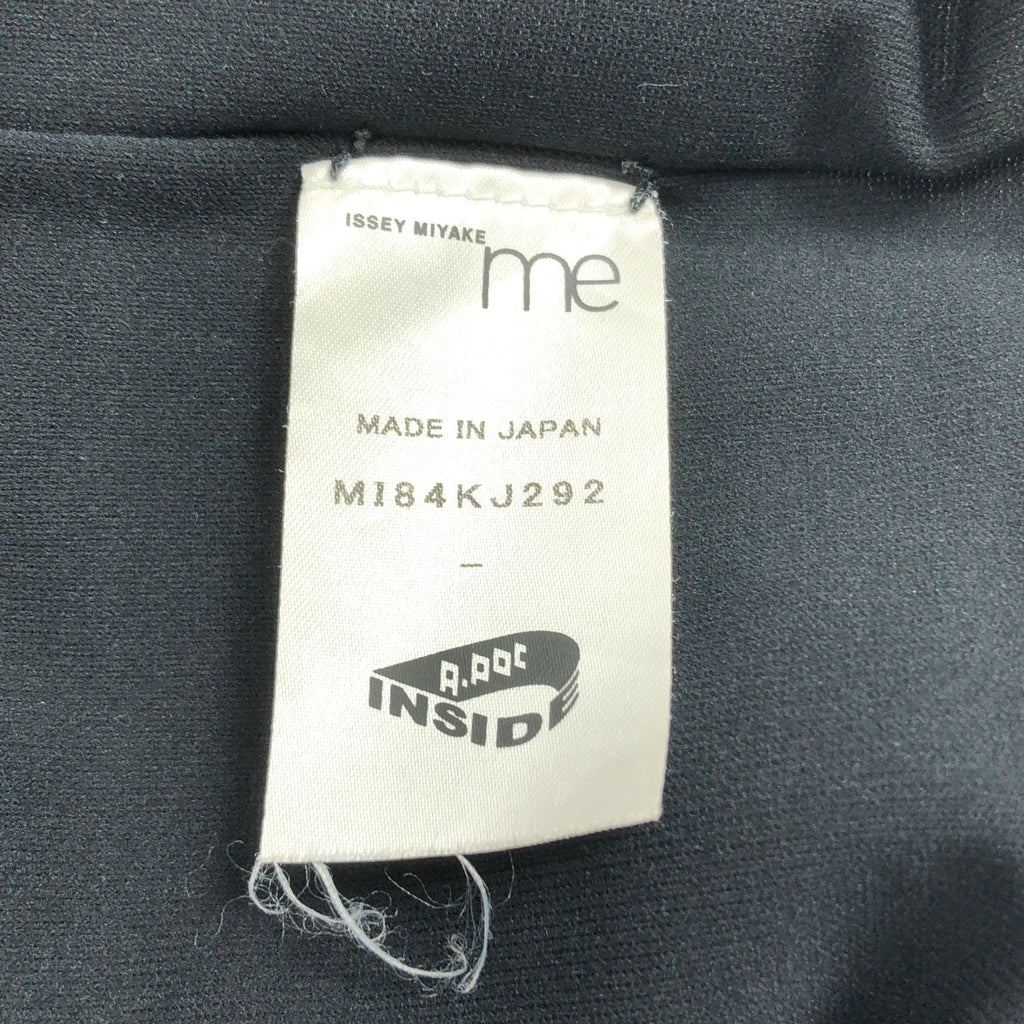 ISSEY MIYAKE
me
MADE IN JAPAN
MI84KJ292
–
A.POC
INSIDE